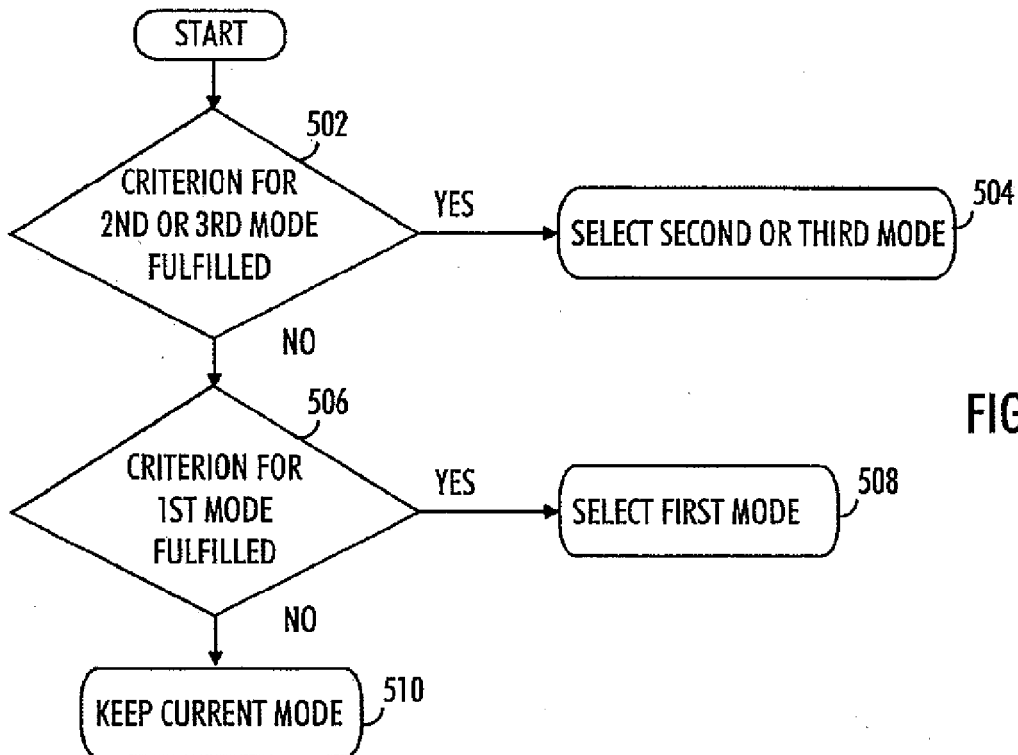 START
502
CRITERION FOR
2ND OR 3RD MODE
FULFILLED
YES
504
SELECT SECOND OR THIRD MODE
NO
506
CRITERION FOR
1ST MODE
FULFILLED
YES
508
SELECT FIRST MODE
FIG
NO
510
KEEP CURRENT MODE